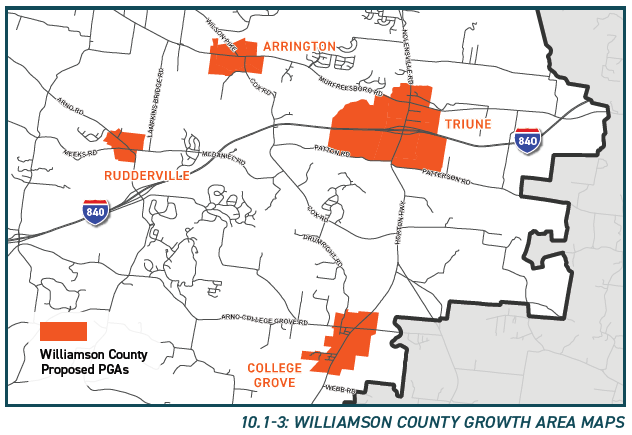 WILSON PIKE
ARRINGTON
NOLENSVILLE RD
COX RD
MURFREESBORO RD
LAMPKINS BRIDGE RD
ARNO RD
TRIUNE
840
MEEKS RD
MCDANIEL RD
PATTON RD
PATTERSON RD
RUDDERVILLE
840
COX RD
HORTON HWY
DRUMRIGHT RD
ARNO-COLLEGE GROVE RD
Williamson County
Proposed PGAs
COLLEGE
GROVE
WEBB RD
10.1-3: WILLIAMSON COUNTY GROWTH AREA MAPS